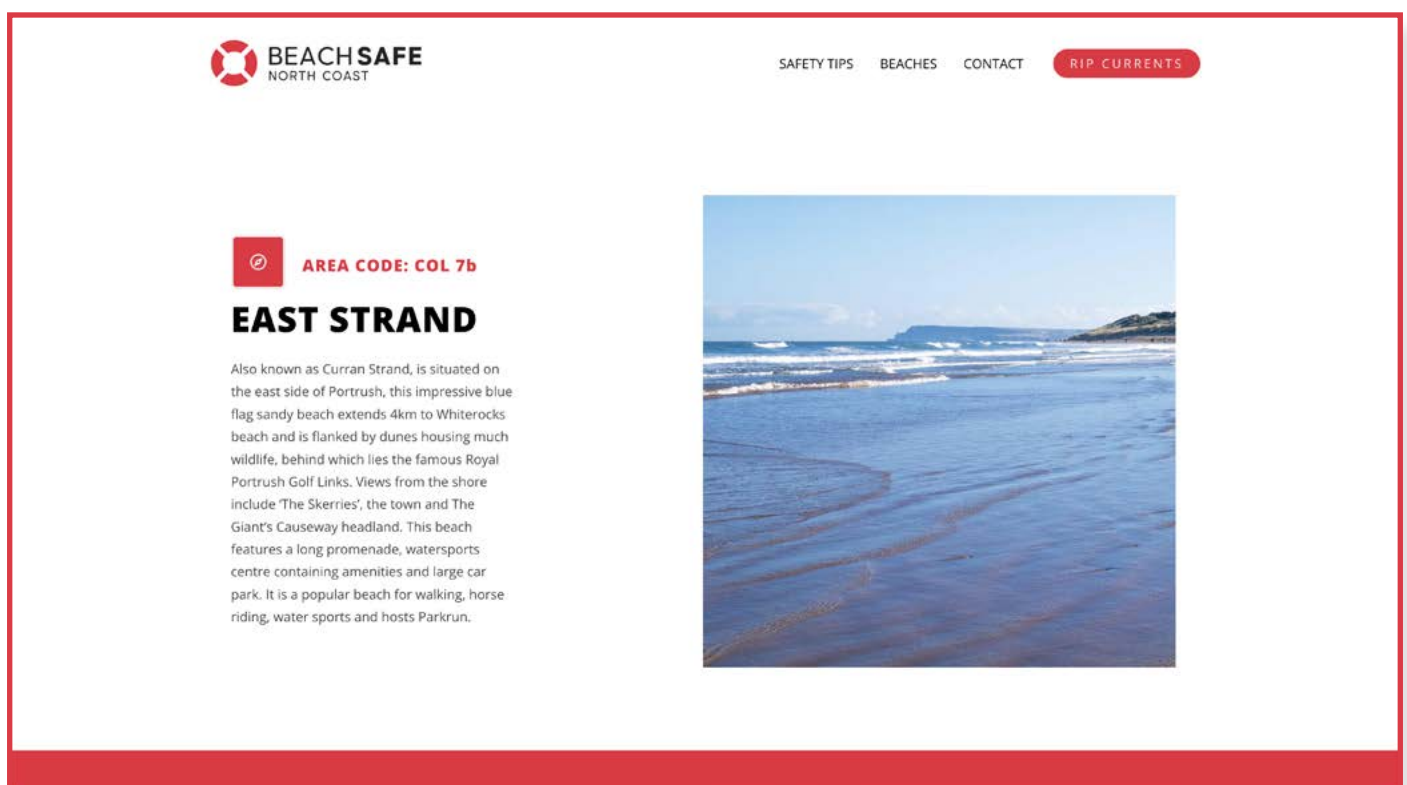 BEACHSAFE
NORTH COAST
SAFETY TIPS BEACHES CONTACT RIP CURRENTS
AREA CODE: COL 7b
EAST STRAND
Also known as Curran Strand, is situated on
the east side of Portrush, this impressive blue
flag sandy beach extends 4km to Whiterocks
beach and is flanked by dunes housing much
wildlife, behind which lies the famous Royal
Portrush Golf Links. Views from the shore
include ‘The Skerries’, the town and The
Giant’s Causeway headland. This beach
features a long promenade, watersports
centre containing amenities and large car
park. It is a popular beach for walking, horse
riding, water sports and hosts Parkrun.